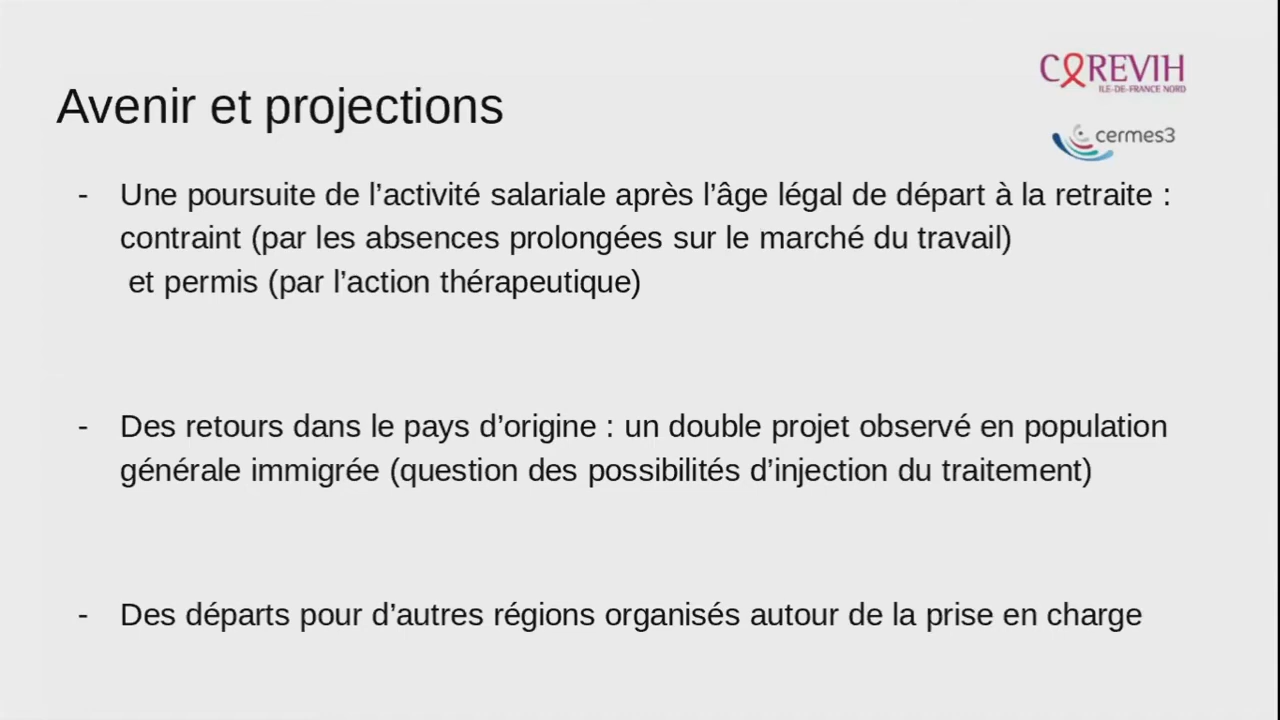 COREVIH
ILE-DE-FRANCE NORD
Avenir et projections
cermes3
- Une poursuite de l’activité salariale après l’âge légal de départ à la retraite :
contraint (par les absences prolongées sur le marché du travail)
et permis (par l’action thérapeutique)
- Des retours dans le pays d’origine : un double projet observé en population
générale immigrée (question des possibilités d’injection du traitement)
- Des départs pour d’autres régions organisés autour de la prise en charge